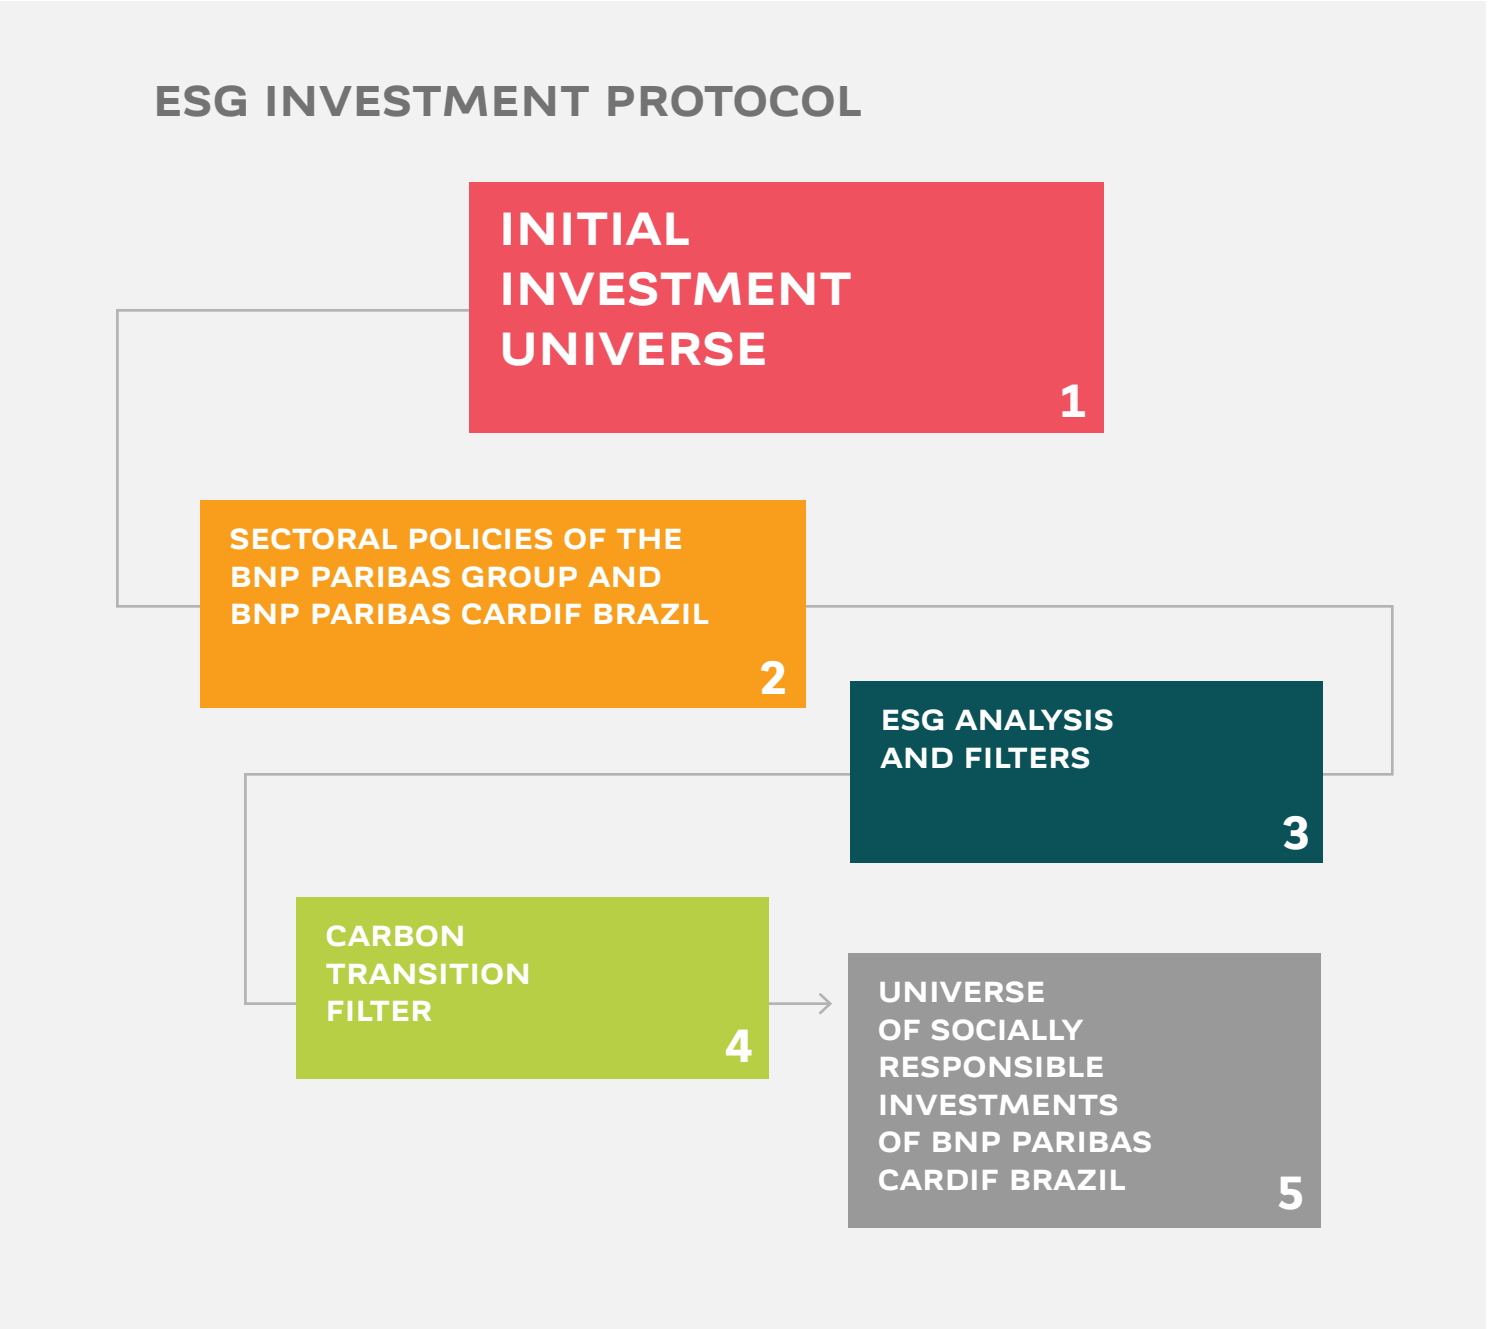 ESG INVESTMENT PROTOCOL
INITIAL
INVESTMENT
UNIVERSE
1
SECTORAL POLICIES OF THE
BNP PARIBAS GROUP AND
BNP PARIBAS CARDIF BRAZIL
2
ESG ANALYSIS
AND FILTERS
3
CARBON
TRANSITION
FILTER
4
UNIVERSE
OF SOCIALLY
RESPONSIBLE
INVESTMENTS
OF BNP PARIBAS
CARDIF BRAZIL
5